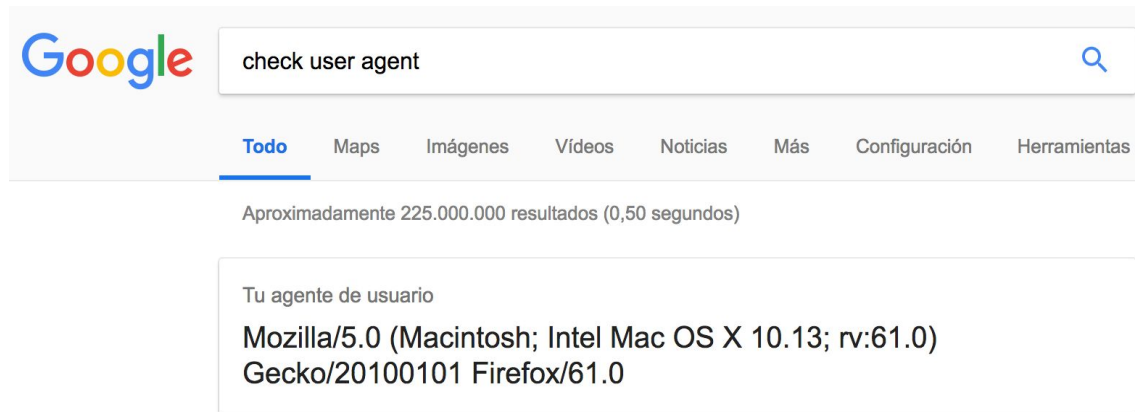 Google
check user agent
Todo Maps Imágenes Vídeos Noticias Más Configuración Herramientas
Aproximadamente 225.000.000 resultados (0,50 segundos)
Tu agente de usuario
Mozilla/5.0 (Macintosh; Intel Mac OS X 10.13; rv:61.0)
Gecko/20100101 Firefox/61.0